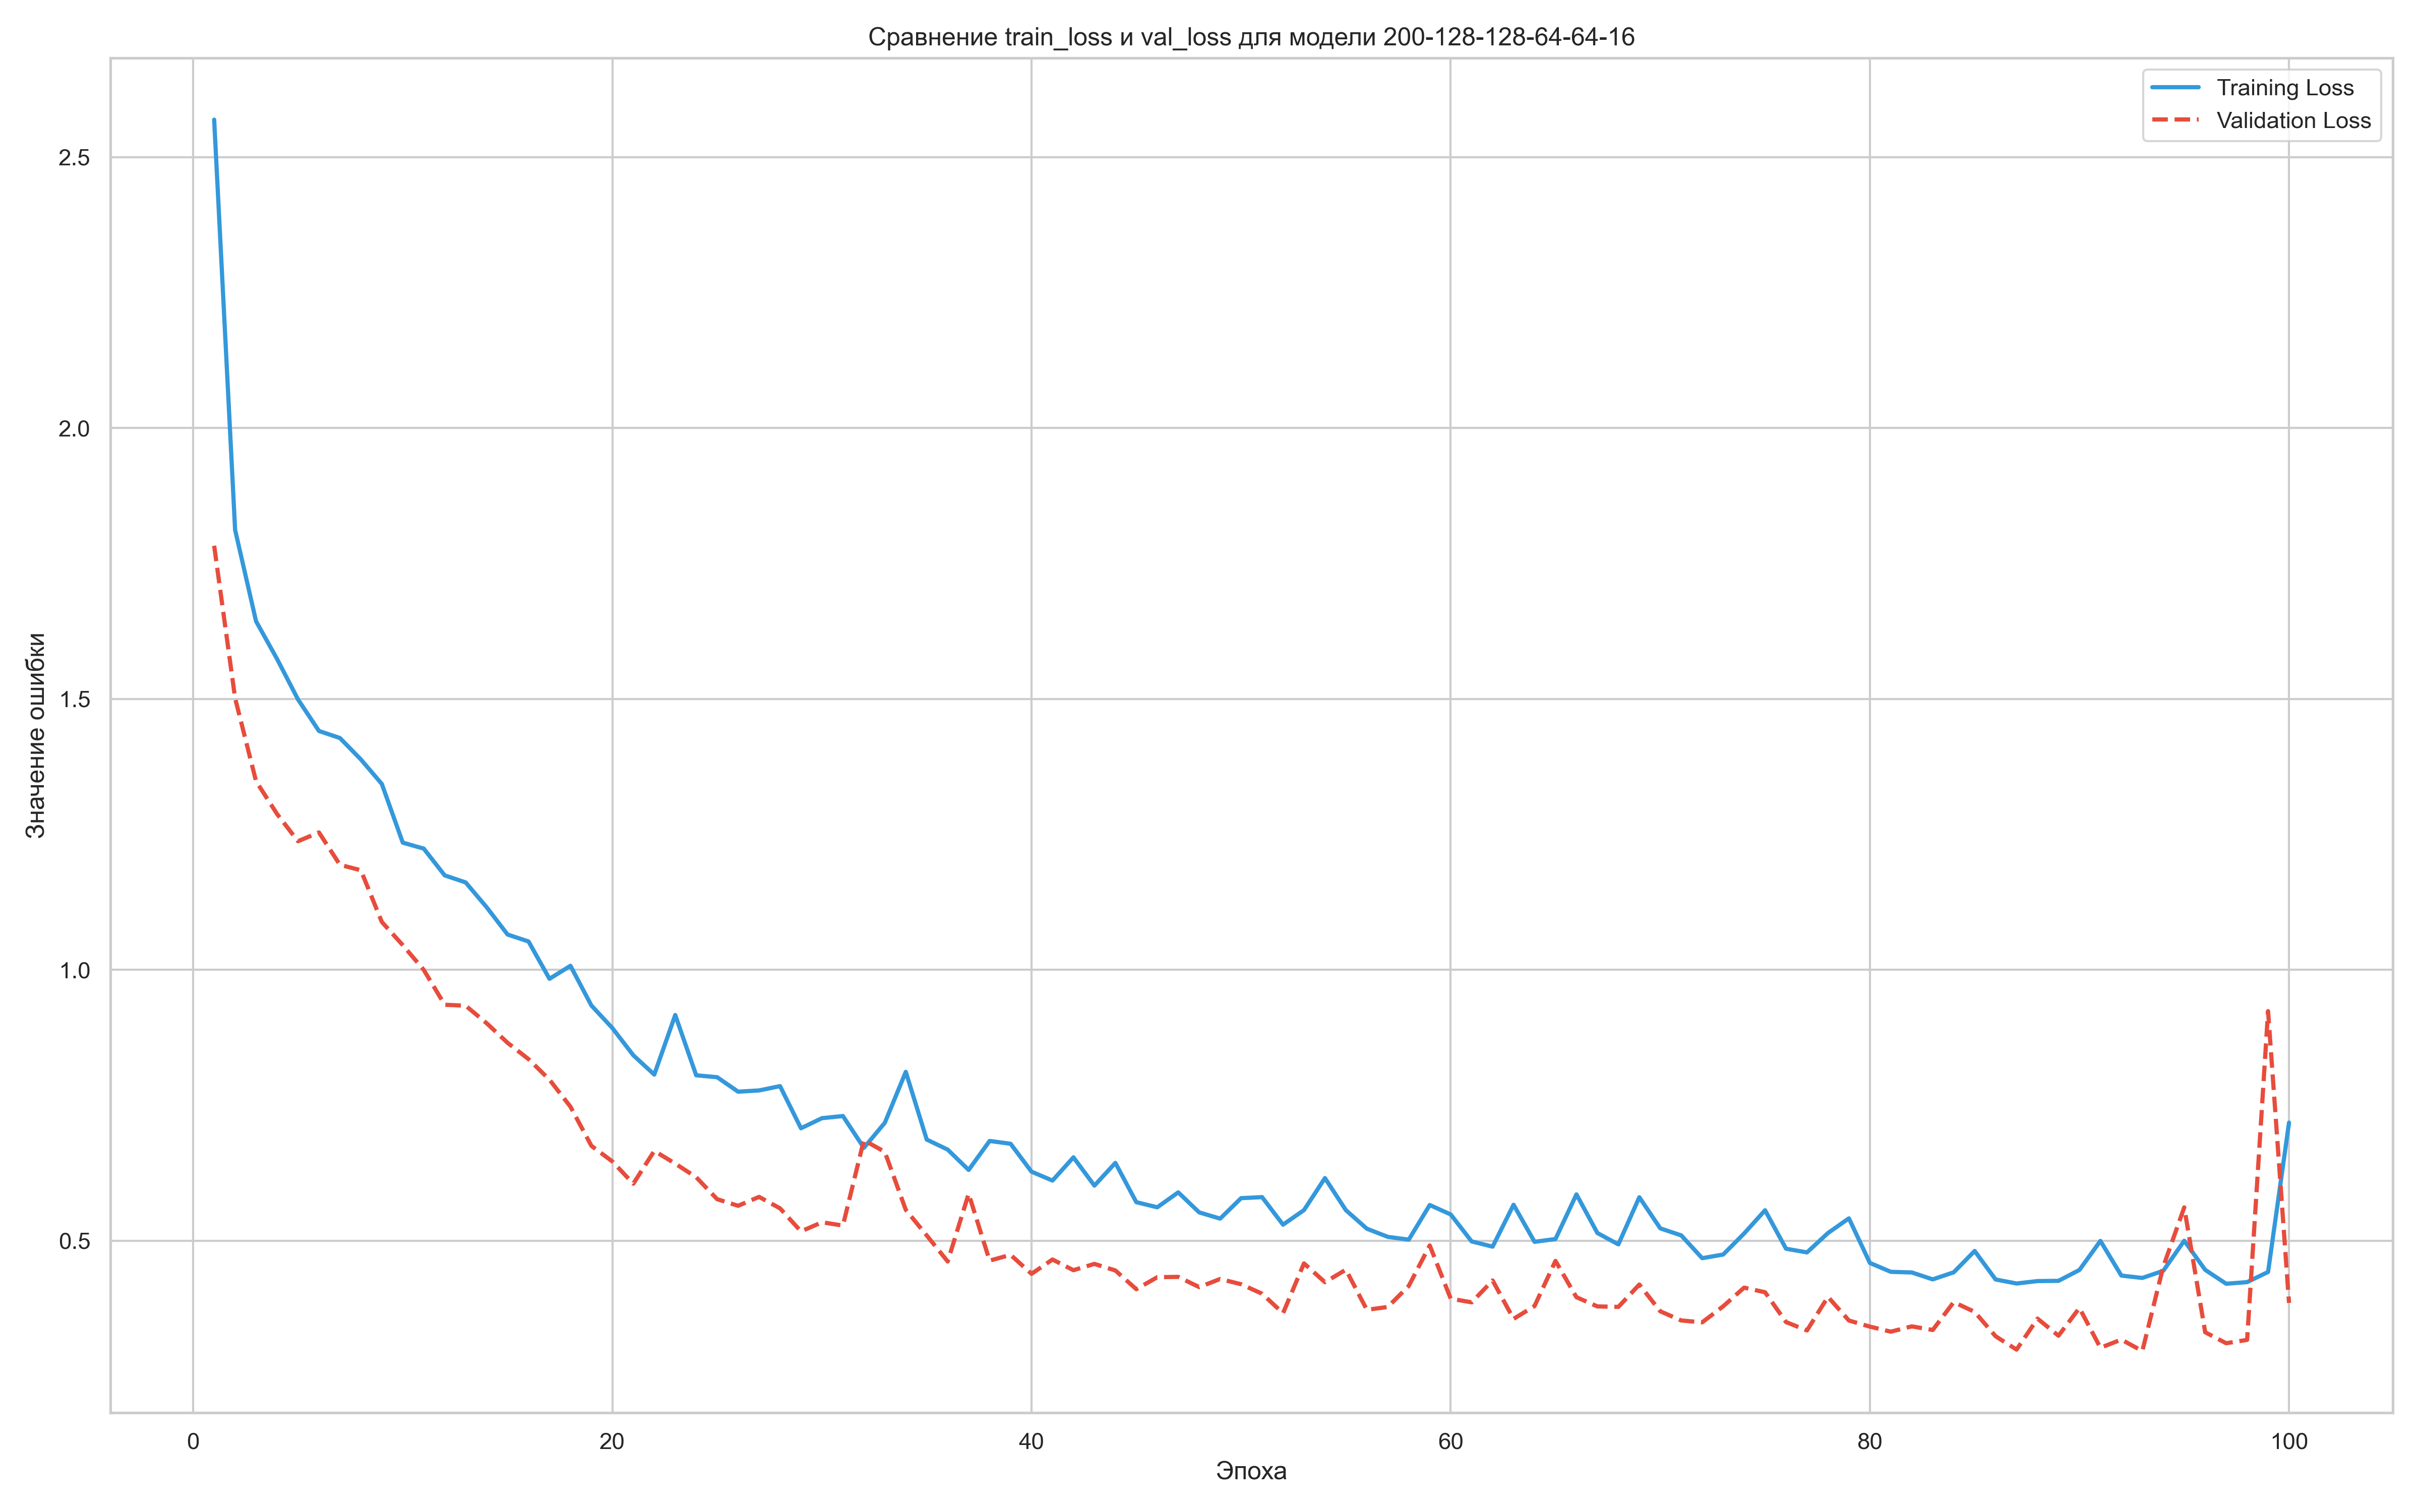 Сравнение train_loss и val_loss для модели 200-128-128-64-64-16
Training Loss
Validation Loss
2.5
2.0
1.5
1.0
0.5
Значение ошибки
0
20
40
60
80
100
Эпоха